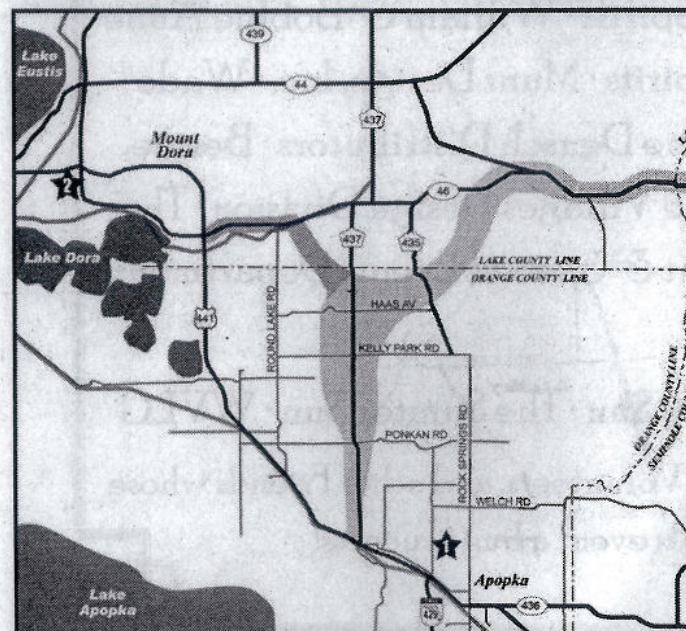 439
Lake
Eustis
44
437
Mount
Dora
2
46
437
435
Lake Dora
LAKE COUNTY LINE
ORANGE COUNTY LINE
HAAS AV
441
ROUND LAKE RD
KELLY PARK RD
ORANGE COUNTY LINE
PONKAN RD
ROCK SPRINGS RD
WELCH RD
1
Lake
Apopka
Apopka
429
436